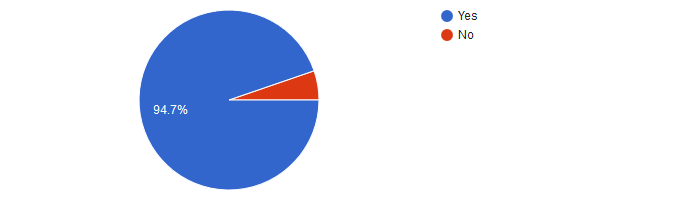 Yes
No
94.7%